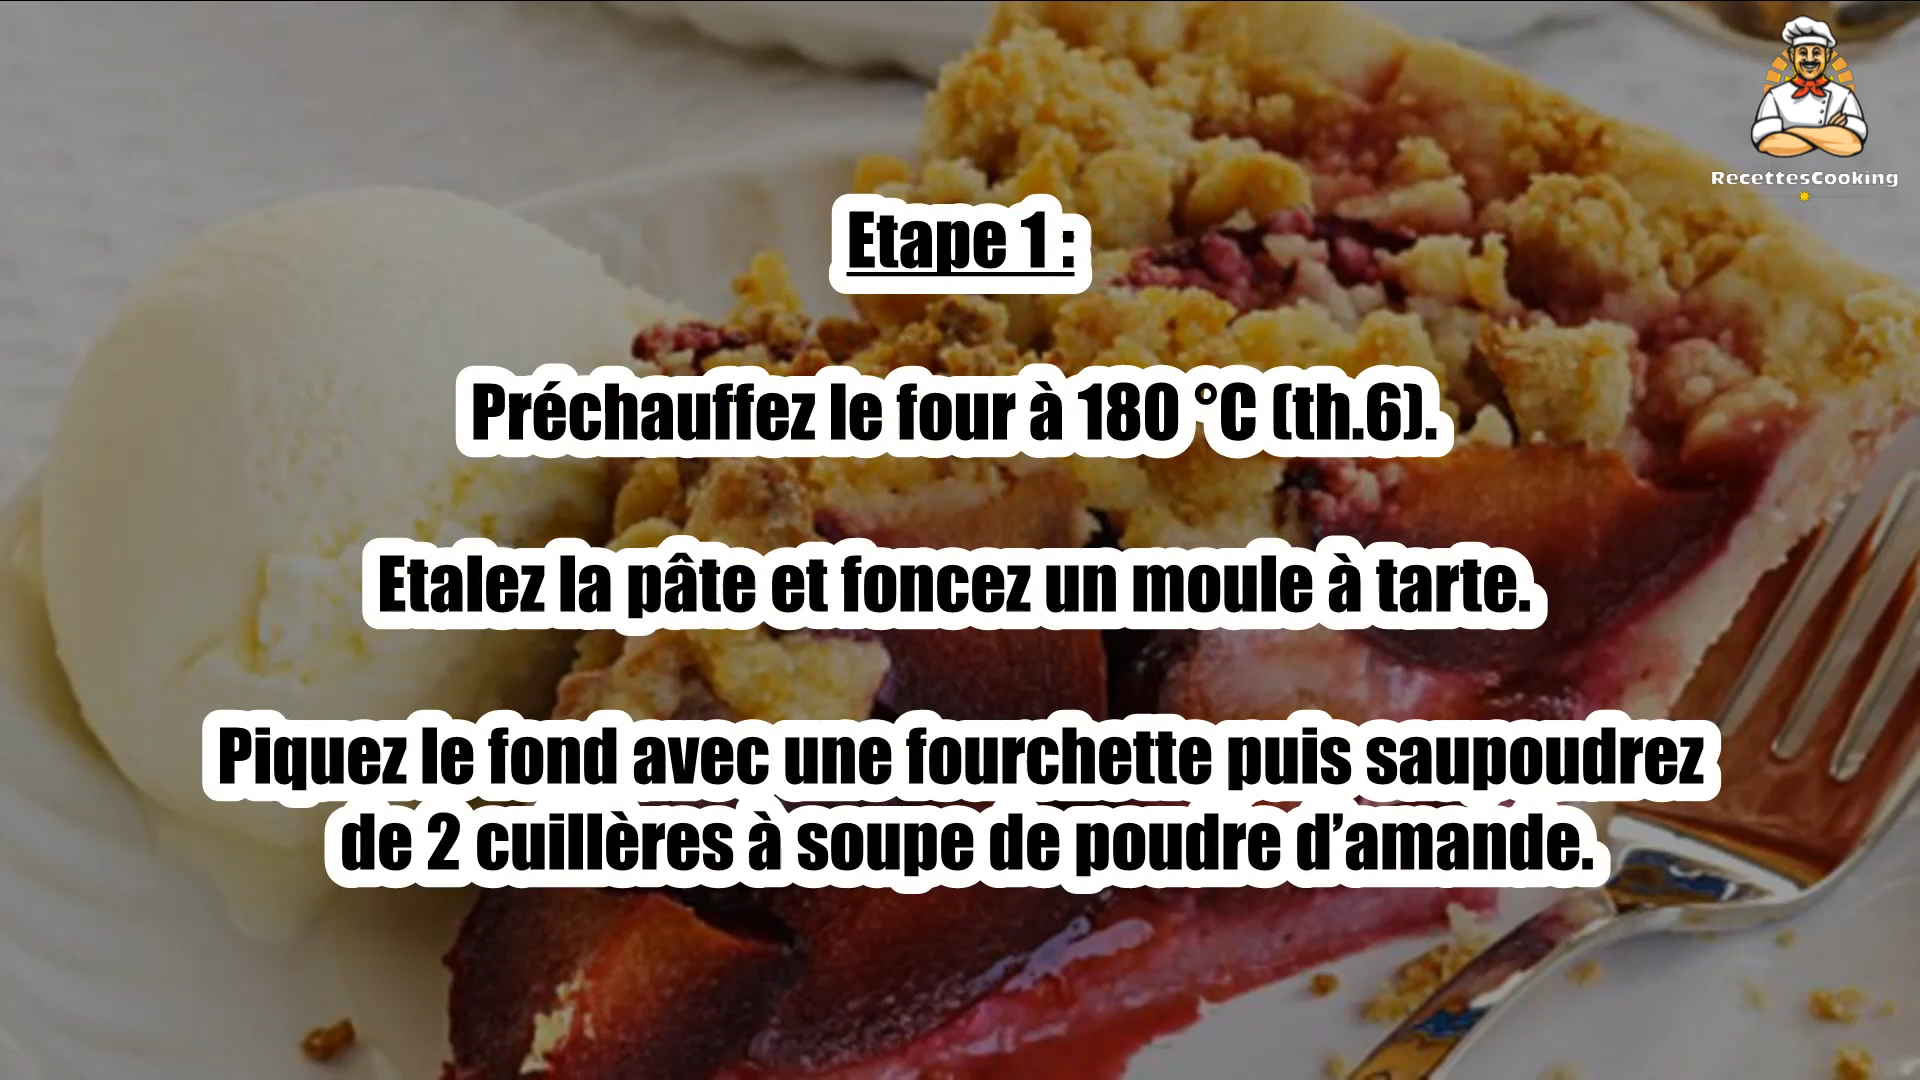 RecettesCooking
Etape 1 :
Préchauffez le four à 180 °C (th.6).
Etalez la pâte et foncez un moule à tarte.
Piquez le fond avec une fourchette puis saupoudrez
de 2 cuillères à soupe de poudre d’amande.